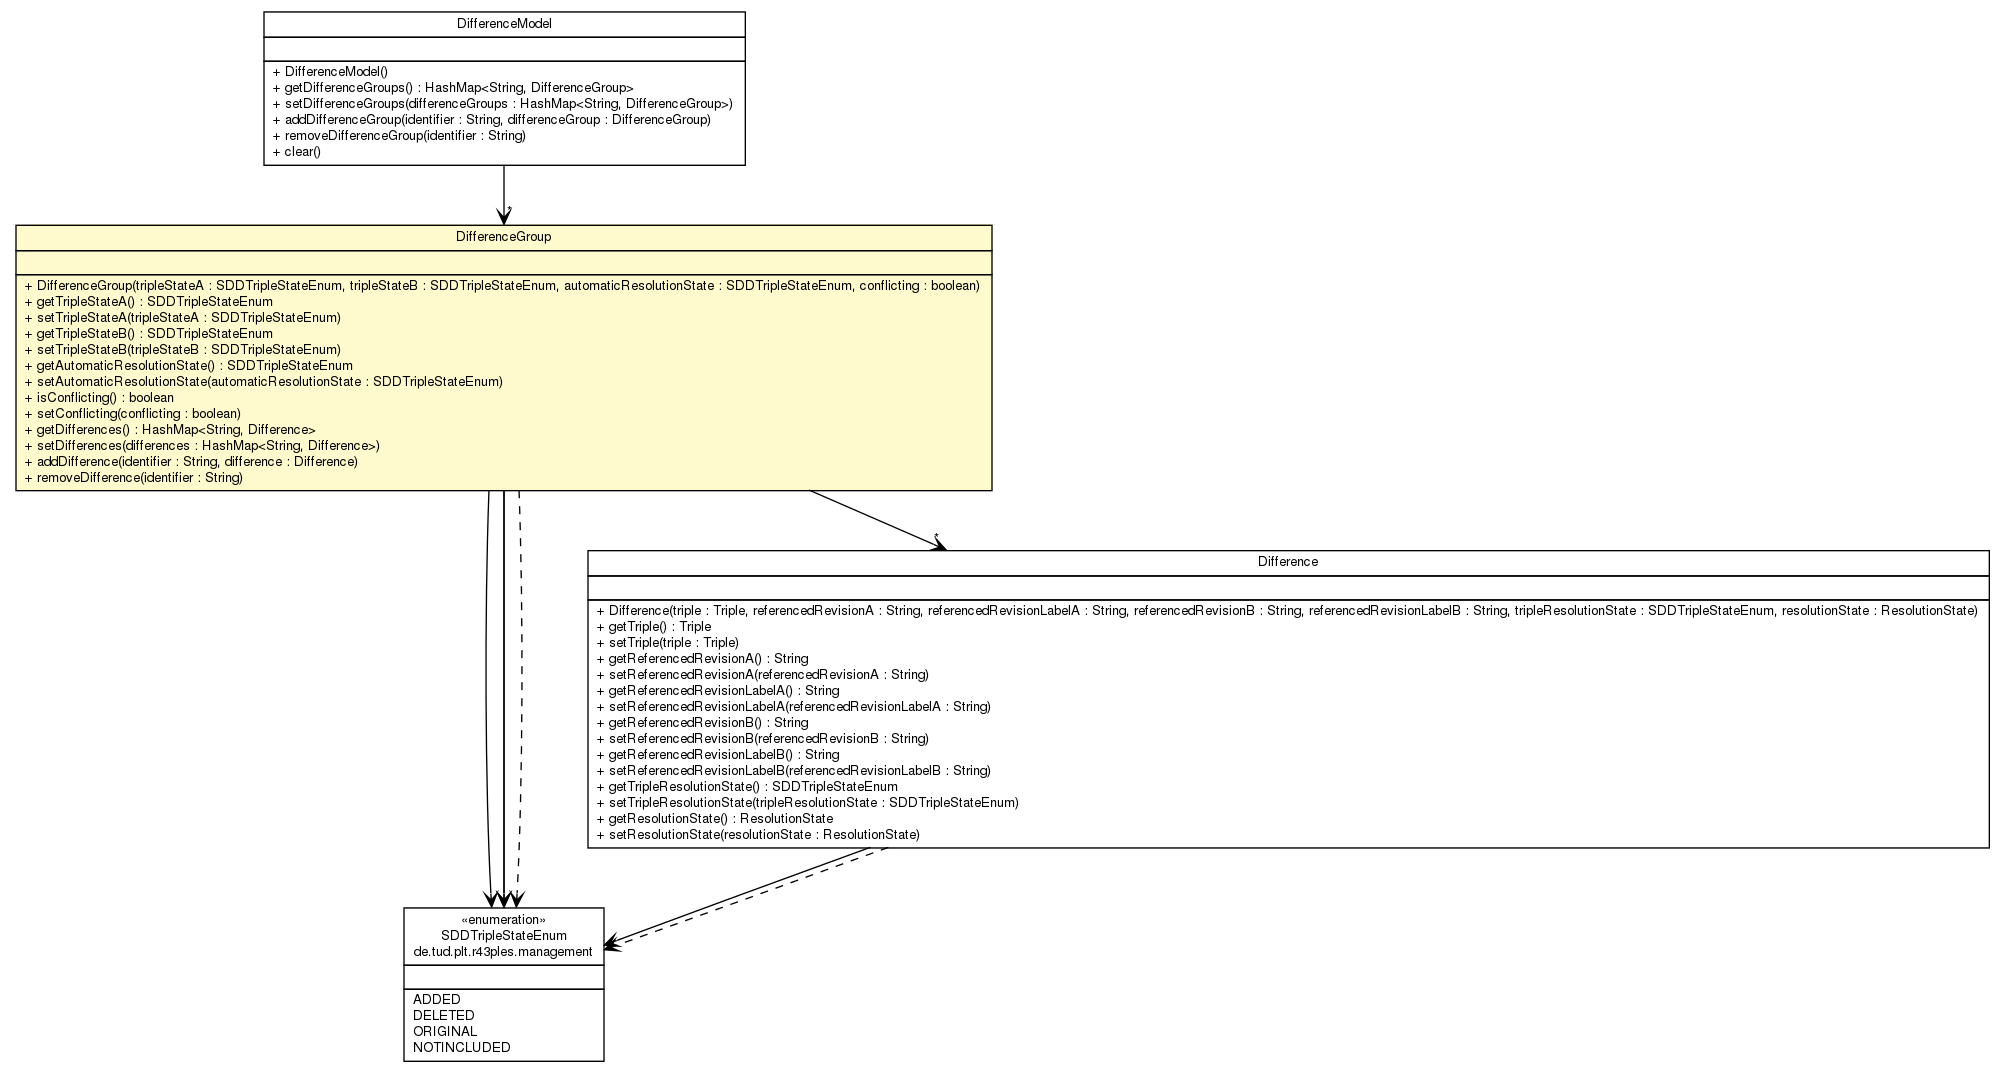 DifferenceModel
+ DifferenceModel()
+ getDifferenceGroups() : HashMap<String, DifferenceGroup>
+ setDifferenceGroups(differenceGroups : HashMap<String, DifferenceGroup>)
+ addDifferenceGroup(identifier : String, differenceGroup : DifferenceGroup)
+ removeDifferenceGroup(identifier : String)
+ clear()
*
DifferenceGroup
+ DifferenceGroup(tripleStateA : SDDTripleStateEnum, tripleStateB : SDDTripleStateEnum, automaticResolutionState : SDDTripleStateEnum, conflicting : boolean)
+ getTripleStateA() : SDDTripleStateEnum
+ setTripleStateA(tripleStateA : SDDTripleStateEnum)
+ getTripleStateB() : SDDTripleStateEnum
+ setTripleStateB(tripleStateB : SDDTripleStateEnum)
+ getAutomaticResolutionState() : SDDTripleStateEnum
+ setAutomaticResolutionState(automaticResolutionState : SDDTripleStateEnum)
+ isConflicting() : boolean
+ setConflicting(conflicting : boolean)
+ getDifferences() : HashMap<String, Difference>
+ setDifferences(differences : HashMap<String, Difference>)
+ addDifference(identifier : String, difference : Difference)
+ removeDifference(identifier : String)
*
Difference
+ Difference(triple : Triple, referencedRevisionA : String, referencedRevisionLabelA : String, referencedRevisionB : String, referencedRevisionLabelB : String, tripleResolutionState : SDDTripleStateEnum, resolutionState : ResolutionState)
+ getTriple() : Triple
+ setTriple(triple : Triple)
+ getReferencedRevisionA() : String
+ setReferencedRevisionA(referencedRevisionA : String)
+ getReferencedRevisionLabelA() : String
+ setReferencedRevisionLabelA(referencedRevisionLabelA : String)
+ getReferencedRevisionB() : String
+ setReferencedRevisionB(referencedRevisionB : String)
+ getReferencedRevisionLabelB() : String
+ setReferencedRevisionLabelB(referencedRevisionLabelB : String)
+ getTripleResolutionState() : SDDTripleStateEnum
+ setTripleResolutionState(tripleResolutionState : SDDTripleStateEnum)
+ getResolutionState() : ResolutionState
+ setResolutionState(resolutionState : ResolutionState)
«enumeration»
SDDTripleStateEnum
de.tud.plt.r43ples.management
ADDED
DELETED
ORIGINAL
NOTINCLUDED